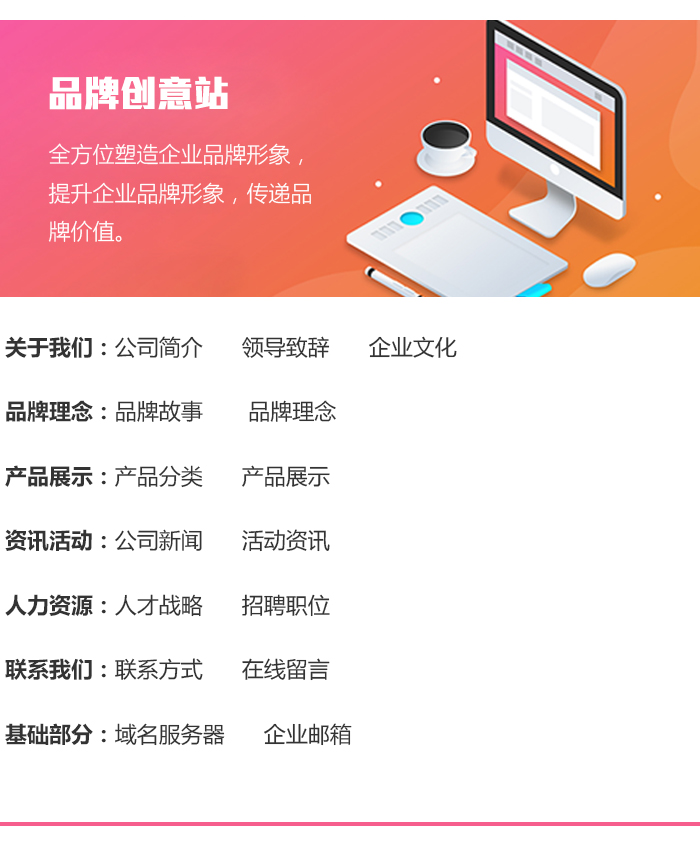 品牌创意站
全方位塑造企业品牌形象，
提升企业品牌形象，传递品
牌价值。
关于我们：公司简介 领导致辞 企业文化
品牌理念：品牌故事 品牌理念
产品展示：产品分类 产品展示
资讯活动：公司新闻 活动资讯
人力资源：人才战略 招聘职位
联系我们：联系方式 在线留言
基础部分：域名服务器 企业邮箱